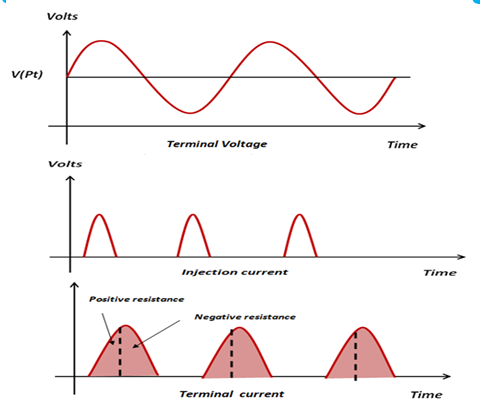 Volts
V(Pt)
Terminal Voltage
Time
Volts
Injection current
Time
Positive resistance
Negative resistance
Terminal current
Time